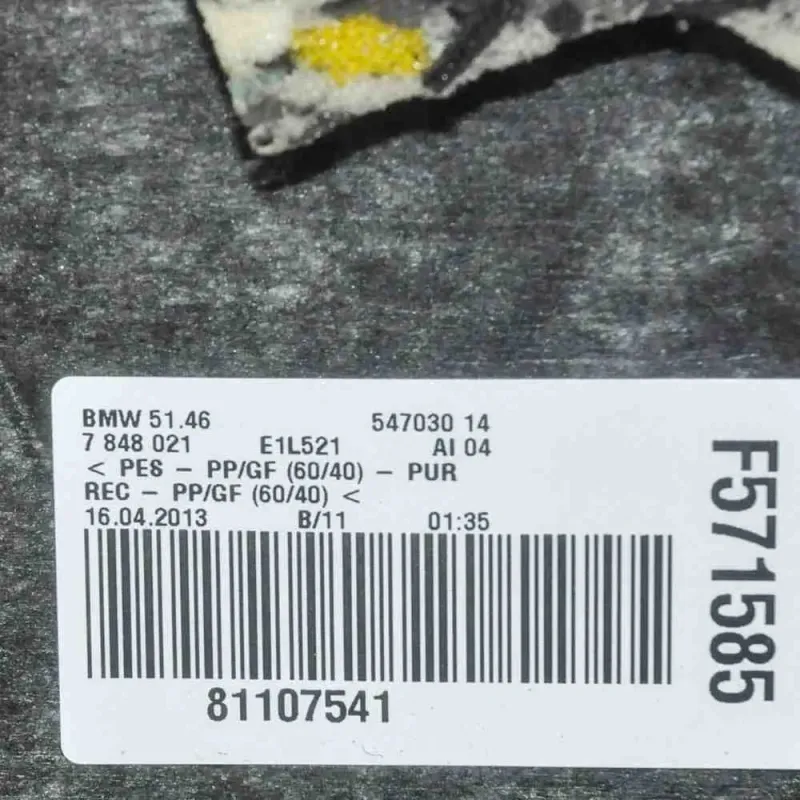 BMW 51.46 547030 14
7 848 021 E1L521 AI 04
< PES – PP/GF (60/40) – PUR
REC – PP/GF (60/40) <
16.04.2013 B/11 01:35
81107541
F571585